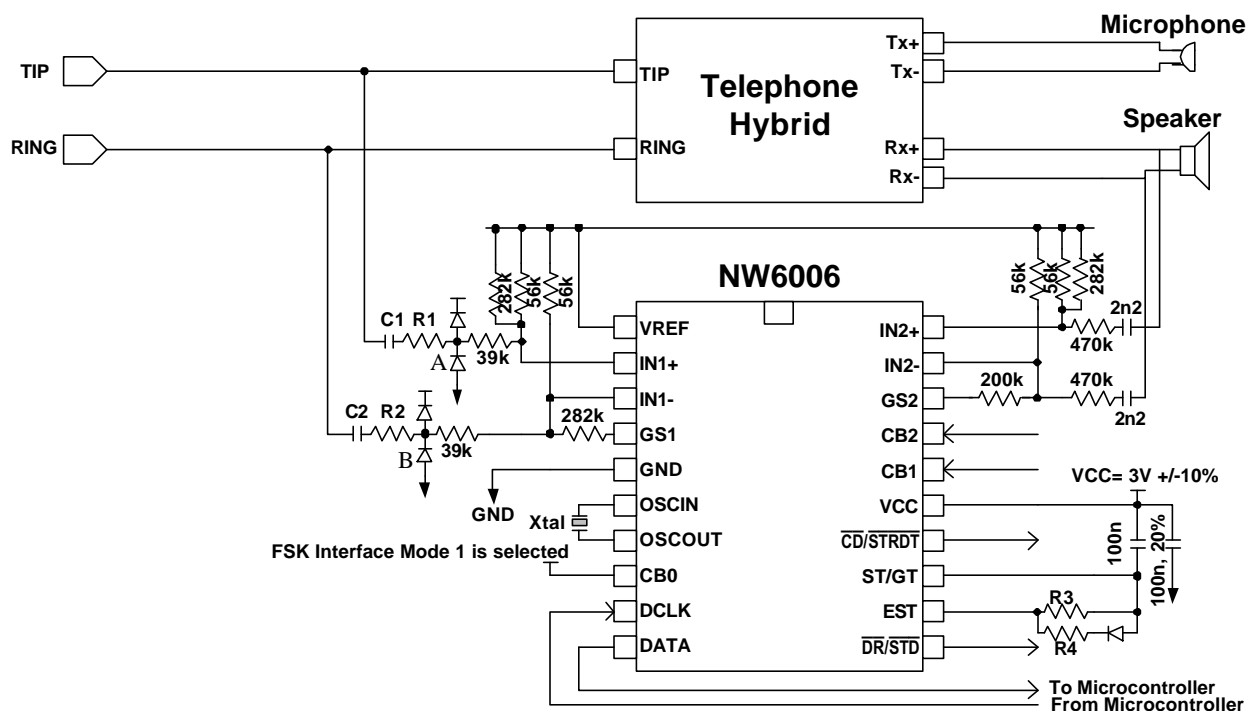 Microphone
TIP
Tx+
TIP
Tx-
Telephone
Hybrid
Speaker
RING
RING
Rx+
Rx-
NW6006
282k
56k
56k
56k
56k
282k
C1 R1
A
39k
VREF
IN1+
IN1-
GS1
GND
OSCIN
OSCOUT
CB0
DCLK
DATA
IN2+
IN2-
GS2
CB2
CB1
VCC
CD/STRDT
ST/GT
EST
DR/STD
2n2
470k
200k
470k
2n2
C2 R2
B
39k
282k
GND
Xtal
FSK Interface Mode 1 is selected
VCC= 3V +/-10%
100n
100n, 20%
R3
R4
To Microcontroller
From Microcontroller